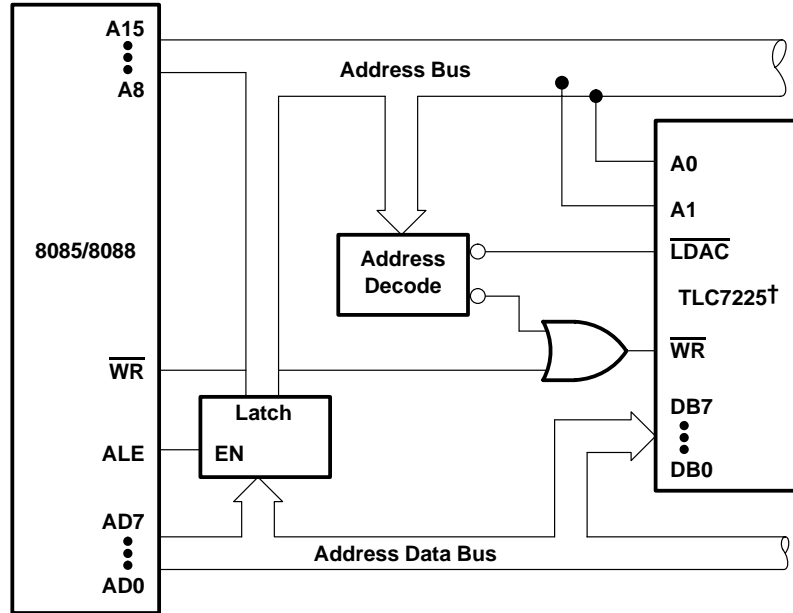 A15
A8
8085/8088
WR
ALE
AD7
AD0
Address Bus
Address
Decode
Latch
EN
Address Data Bus
A0
A1
LDAC
TLC7225†
WR
DB7
DB0